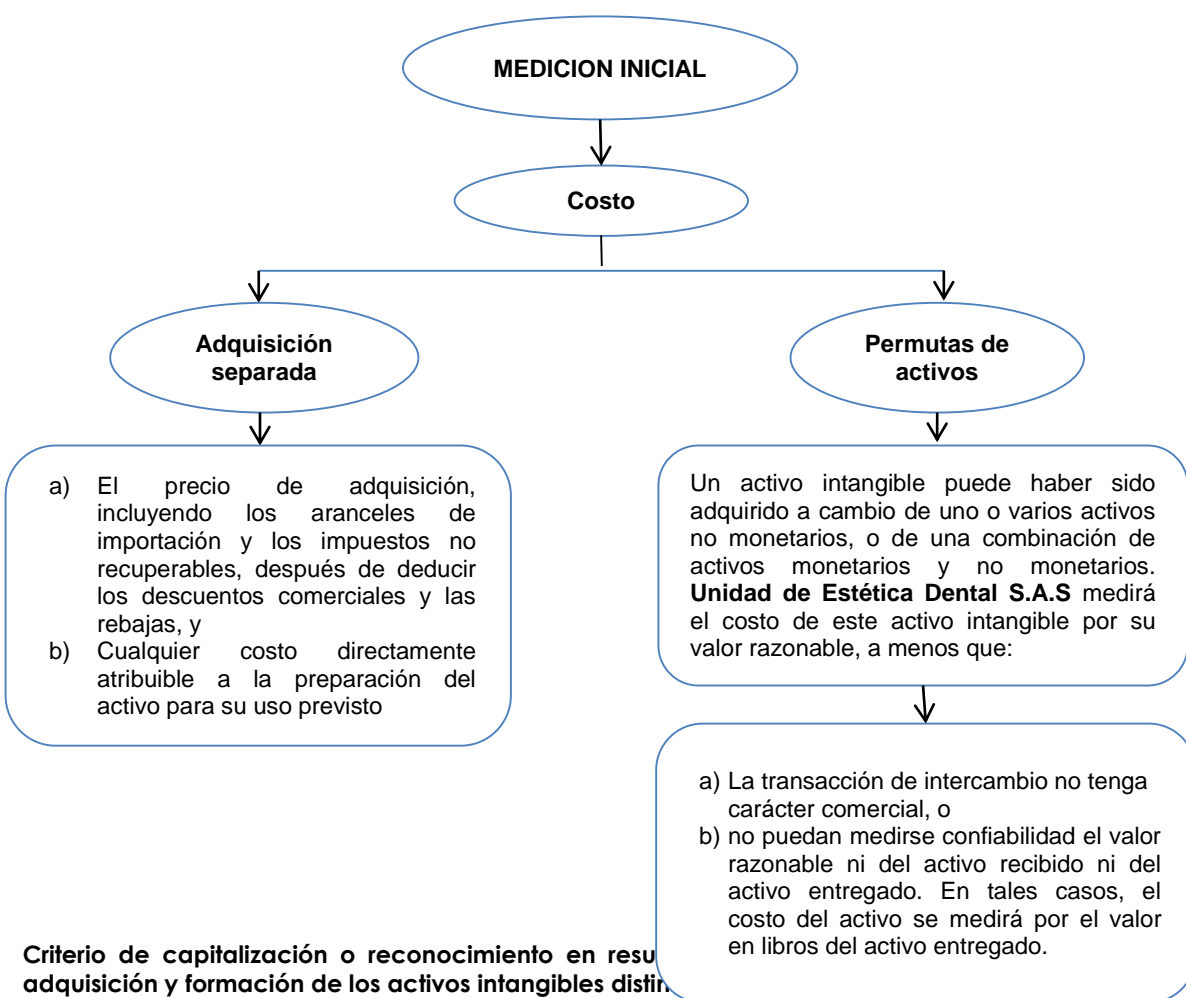 MEDICION INICIAL
Costo
Adquisición
separada
Permutas de
activos
a) El precio de adquisición,
incluyendo los aranceles de
importación y los impuestos no
recuperables, después de deducir
los descuentos comerciales y las
rebajas, y
b) Cualquier costo directamente
atribuible a la preparación del
activo para su uso previsto
Un activo intangible puede haber sido
adquirido a cambio de uno o varios activos
no monetarios, o de una combinación de
activos monetarios y no monetarios.
Unidad de Estética Dental S.A.S medirá
el costo de este activo intangible por su
valor razonable, a menos que:
a) La transacción de intercambio no tenga
carácter comercial, o
b) no puedan medirse confiabilidad el valor
razonable ni del activo recibido ni del
activo entregado. En tales casos, el
costo del activo se medirá por el valor
en libros del activo entregado.
Criterio de capitalización o reconocimiento en
adquisición y formación de los activos intangibles